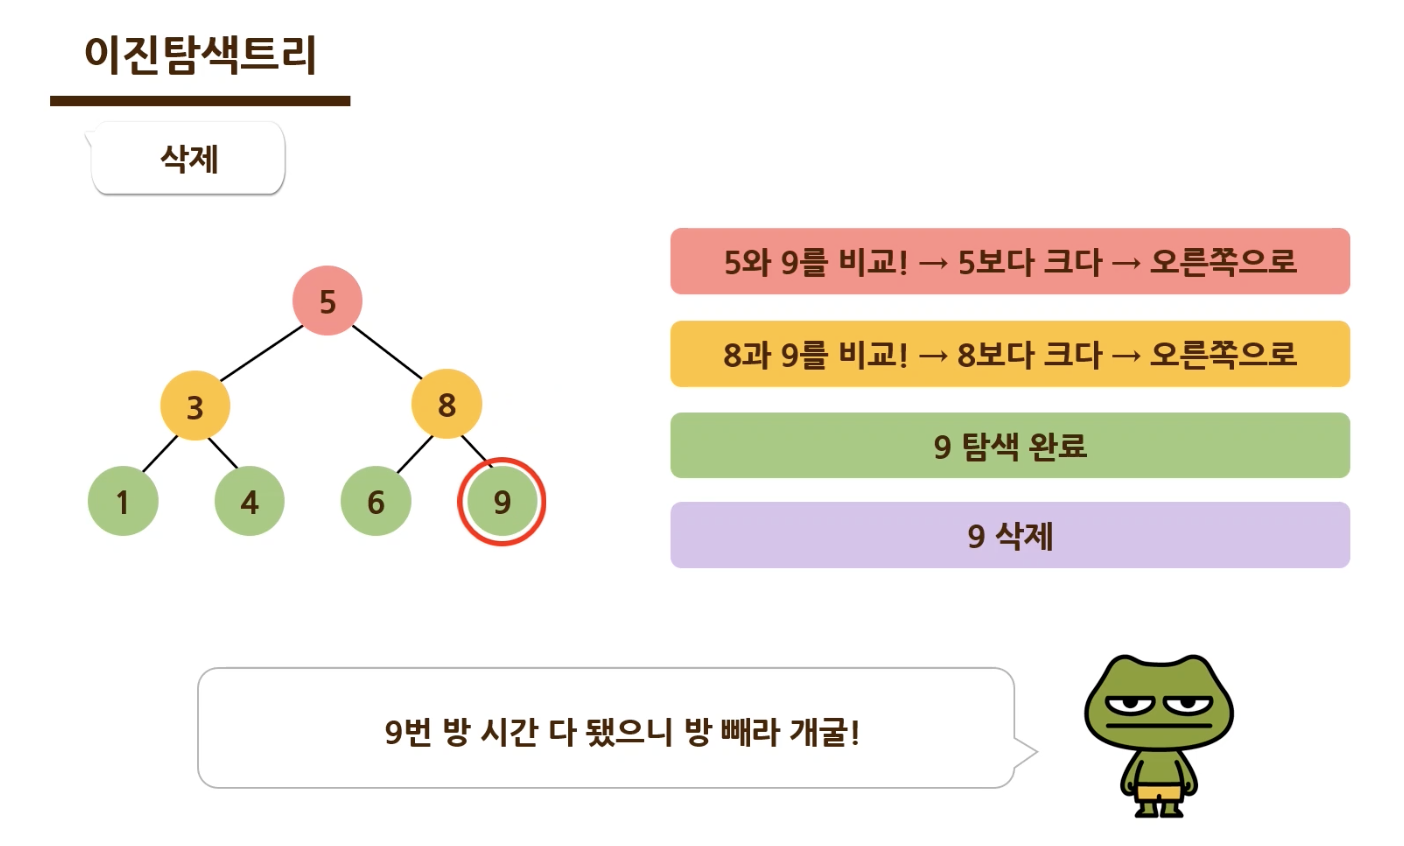 이진탐색트리
삭제
5
3
8
1
4
6
9
5와 9를 비교! → 5보다 크다 → 오른쪽으로
8과 9를 비교! → 8보다 크다 → 오른쪽으로
9 탐색 완료
9 삭제
9번 방 시간 다 됐으니 방 빼라 개굴!